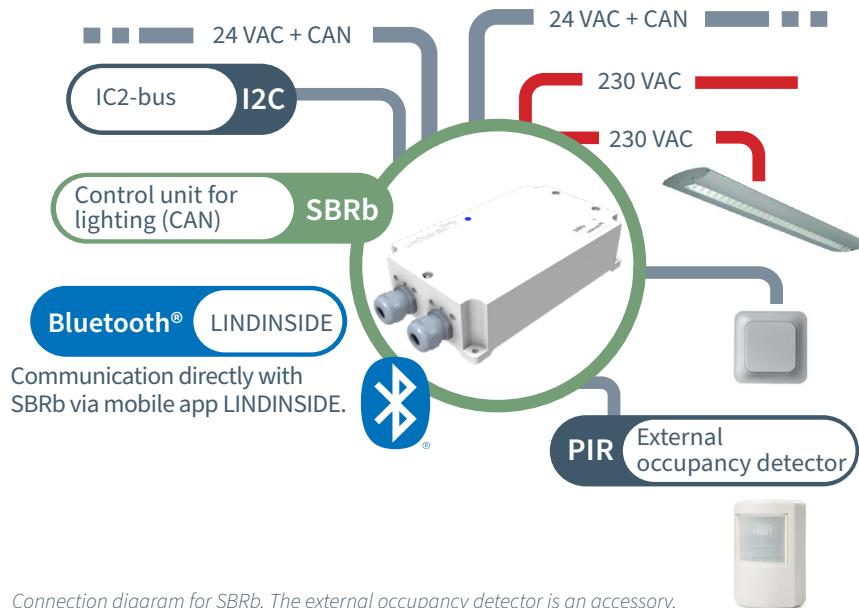 24 VAC + CAN
24 VAC + CAN
IC2-bus I2C
230 VAC
230 VAC
Control unit for
lighting (CAN)
SBRb
Bluetooth® LINDINSIDE
Communication directly with
SBRb via mobile app LINDINSIDE.
®
PIR
External
occupancy detector
Connection diagram for SBRb. The external occupancy detector is an accessory.